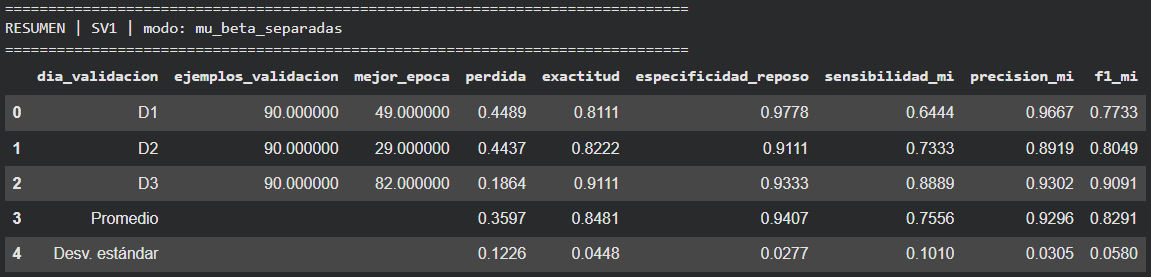 ================================================================================
RESUMEN | SV1 | modo: mu_beta_separadas
================================================================================
dia_validacion ejemplos_validacion mejor_epoca perdida exactitud especificidad_reposo sensibilidad_mi precision_mi f1_mi
0 D1 90.000000 49.000000 0.4489 0.8111 0.9778 0.6444 0.9667 0.7733
1 D2 90.000000 29.000000 0.4437 0.8222 0.9111 0.7333 0.8919 0.8049
2 D3 90.000000 82.000000 0.1864 0.9111 0.9333 0.8889 0.9302 0.9091
3 Promedio 0.3597 0.8481 0.9407 0.7556 0.9296 0.8291
4 Desv. estándar 0.1226 0.0448 0.0277 0.1010 0.0305 0.0580